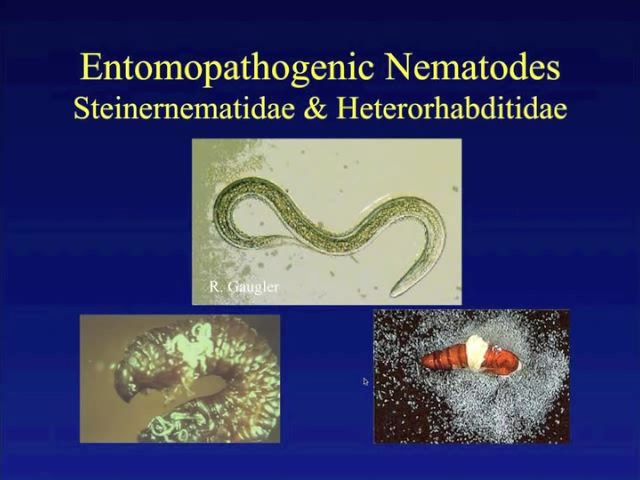 Entomopathogenic Nematodes
Steinernematidae & Heterorhabditidae
R. Gaugler